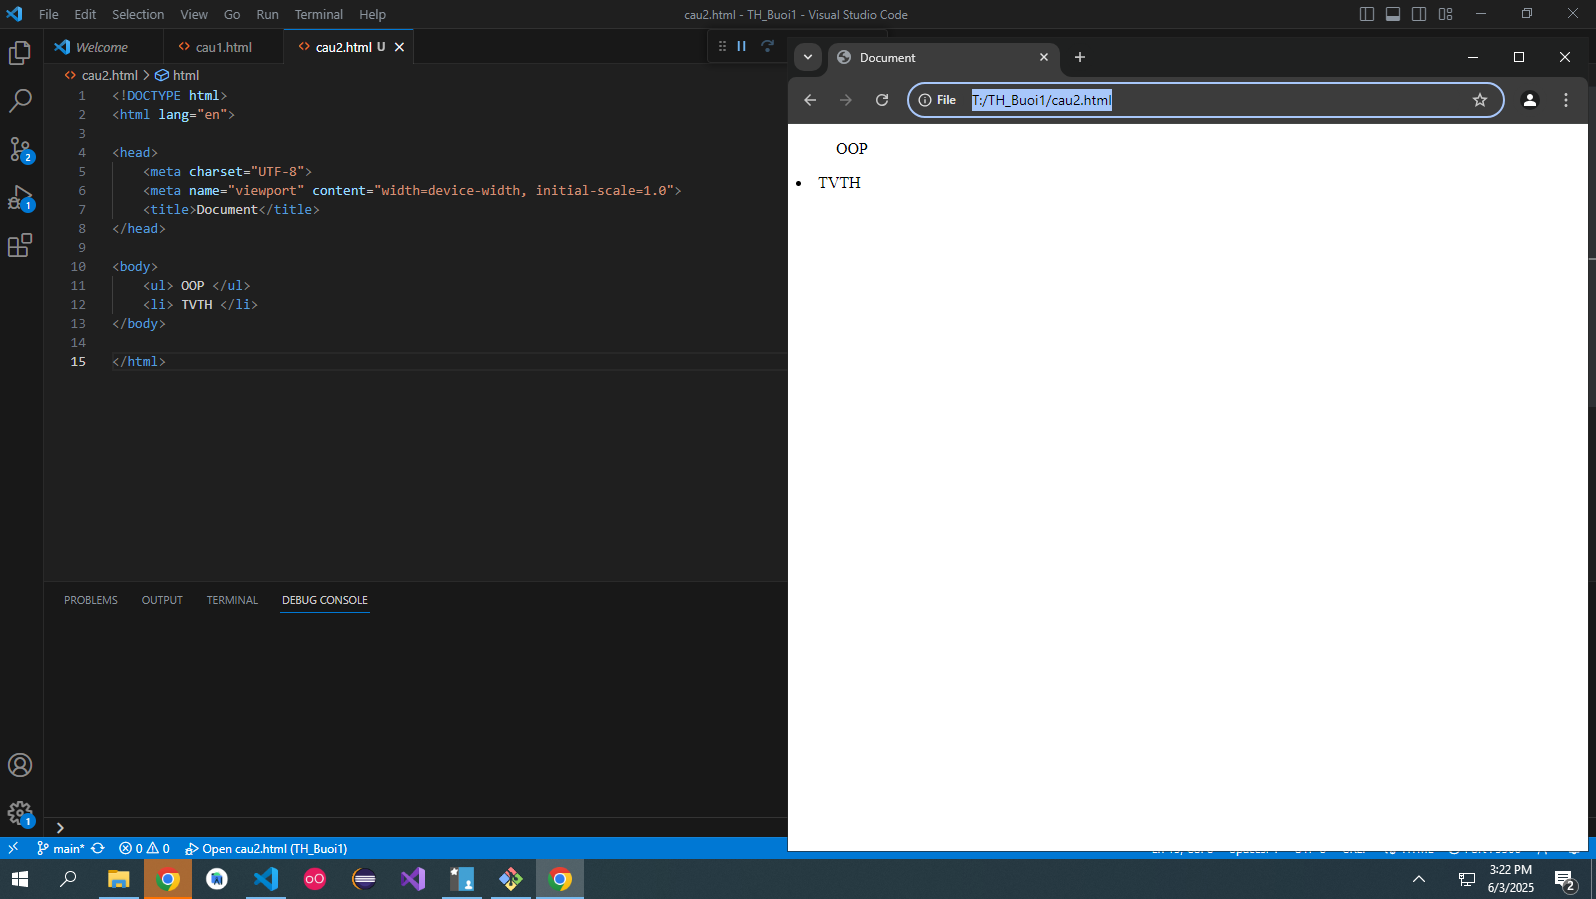 File Edit Selection View Go Run Terminal Help
cau2.html - TH_Buoi1 - Visual Studio Code
Welcome
cau1.html
cau2.html U
cau2.html > html
1 <!DOCTYPE html>
2 <html lang="en">
3
4 <head>
5 <meta charset="UTF-8">
6 <meta name="viewport" content="width=device-width, initial-scale=1.0">
7 <title>Document</title>
8 </head>
9
10 <body>
11 <ul> OOP </ul>
12 <li> TVTH </li>
13 </body>
14
15 </html>
2
1
PROBLEMS OUTPUT TERMINAL DEBUG CONSOLE
1
main* 0 0 Open cau2.html (TH_Buoi1)
Document
File T:/TH_Buoi1/cau2.html
OOP
• TVTH
3:22 PM
6/3/2025
2